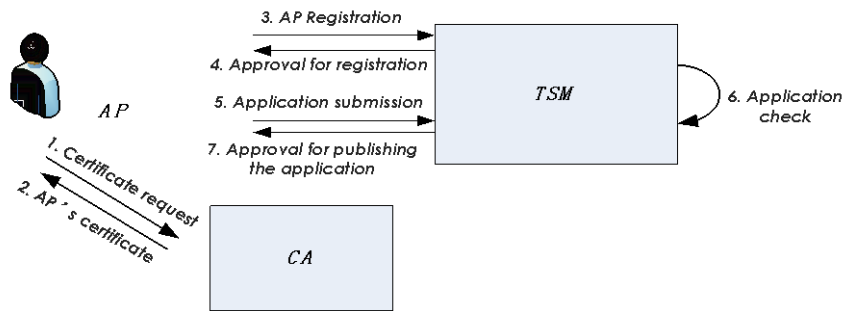 3. AP Registration
4. Approval for registration
AP
TSM
5. Application submission
6. Application
check
7. Approval for publishing
the application
1. Certificate request
2. AP's certificate
CA